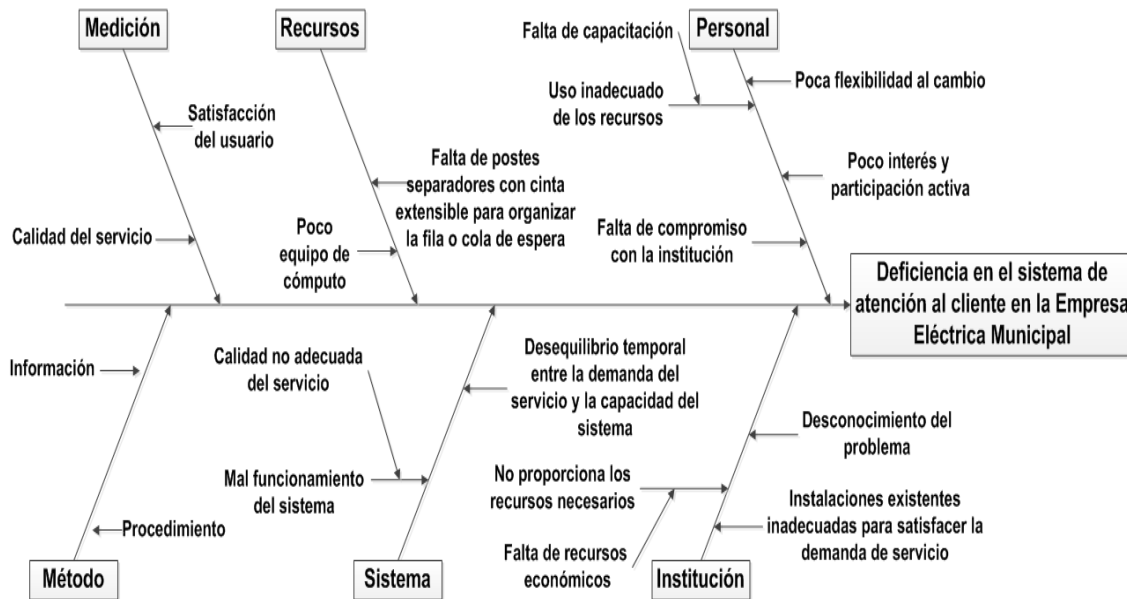 Medición
Recursos
Falta de capacitación
Personal
Poca flexibilidad al cambio
Uso inadecuado
de los recursos
Satisfacción
del usuario
Falta de postes
separadores con cinta
extensible para organizar
la fila o cola de espera
Poco interés y
participación activa
Calidad del servicio
Poco
equipo de
cómputo
Falta de compromiso
con la institución
Deficiencia en el sistema de
atención al cliente en la Empresa
Eléctrica Municipal
Información
Calidad no adecuada
del servicio
Desequilibrio temporal
entre la demanda del
servicio y la capacidad del
sistema
Desconocimiento del
problema
Mal funcionamiento
del sistema
No proporciona los
recursos necesarios
Instalaciones existentes
inadecuadas para satisfacer la
demanda de servicio
Procedimiento
Falta de recursos
económicos
Método
Sistema
Institución